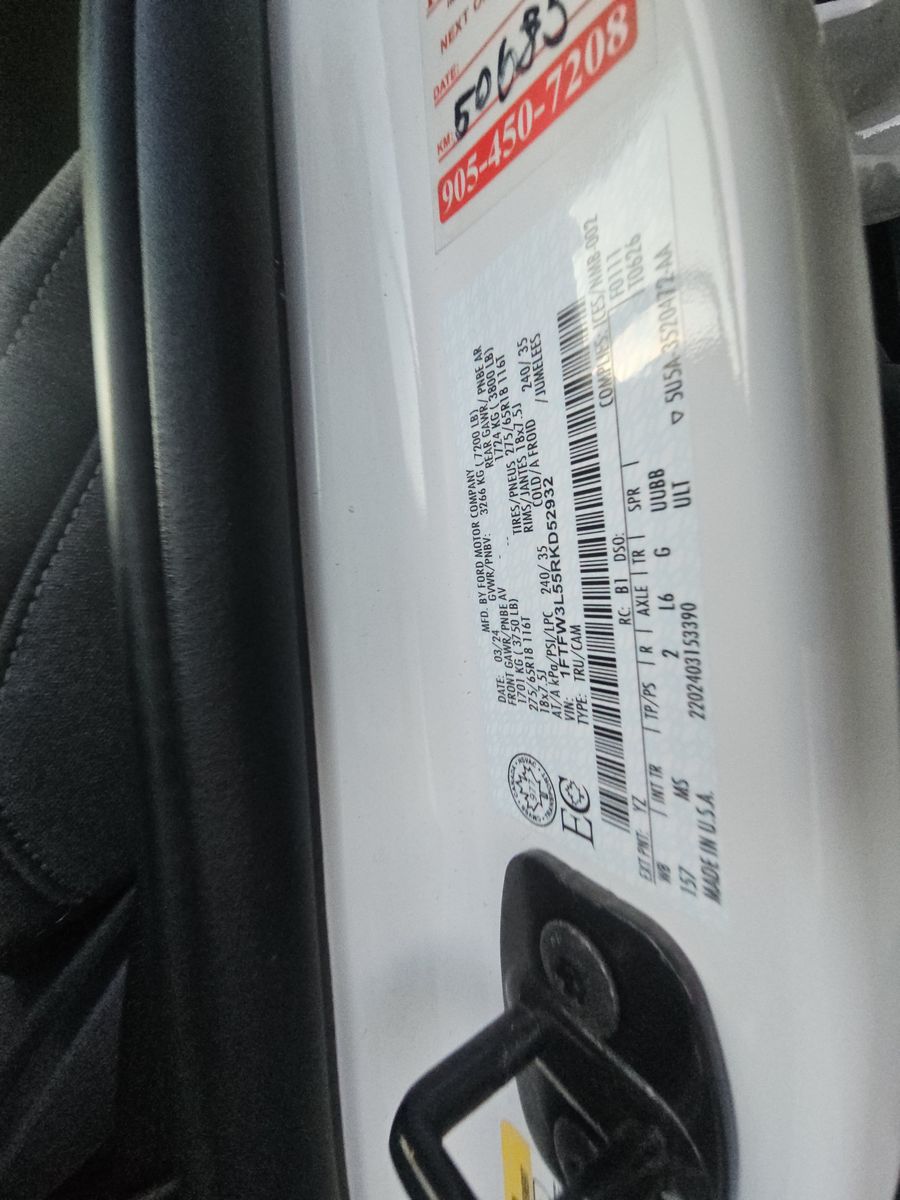 NEXT
DATE:
KM: 50685
905-450-7208
MFD. BY FORD MOTOR COMPANY
DATE: 03/24 GVWR/PNBV: 3266 KG ( 7200 LB)
FRONT GAWR/PNBE AV REAR GAWR/ PNBE AR
1701 KG ( 3750 LB) 1724 KG ( 3800 LB)
275/65R18 116T TIRES/PNEUS 275/65R18 116T
18x7.5J RIMS/JANTES 18x7.5J
AT/A kPa/PSI/LPC 240/ 35 COLD/A FROID 240/ 35
VIN: 1FTFW3L55RKD52932 /JUMELEES
TYPE: TRU/CAM
EC
COMPLIES: ICES/NMB-002
RC: B1 DSO: F0111
EXT PNT: YZ T0626
WB INT TR TP/PS R AXLE TR SPR
157 MS 2 L6 G UUBB
2202403153390 ULT ▽ 5U5A-3520472-AA
MADE IN U.S.A.